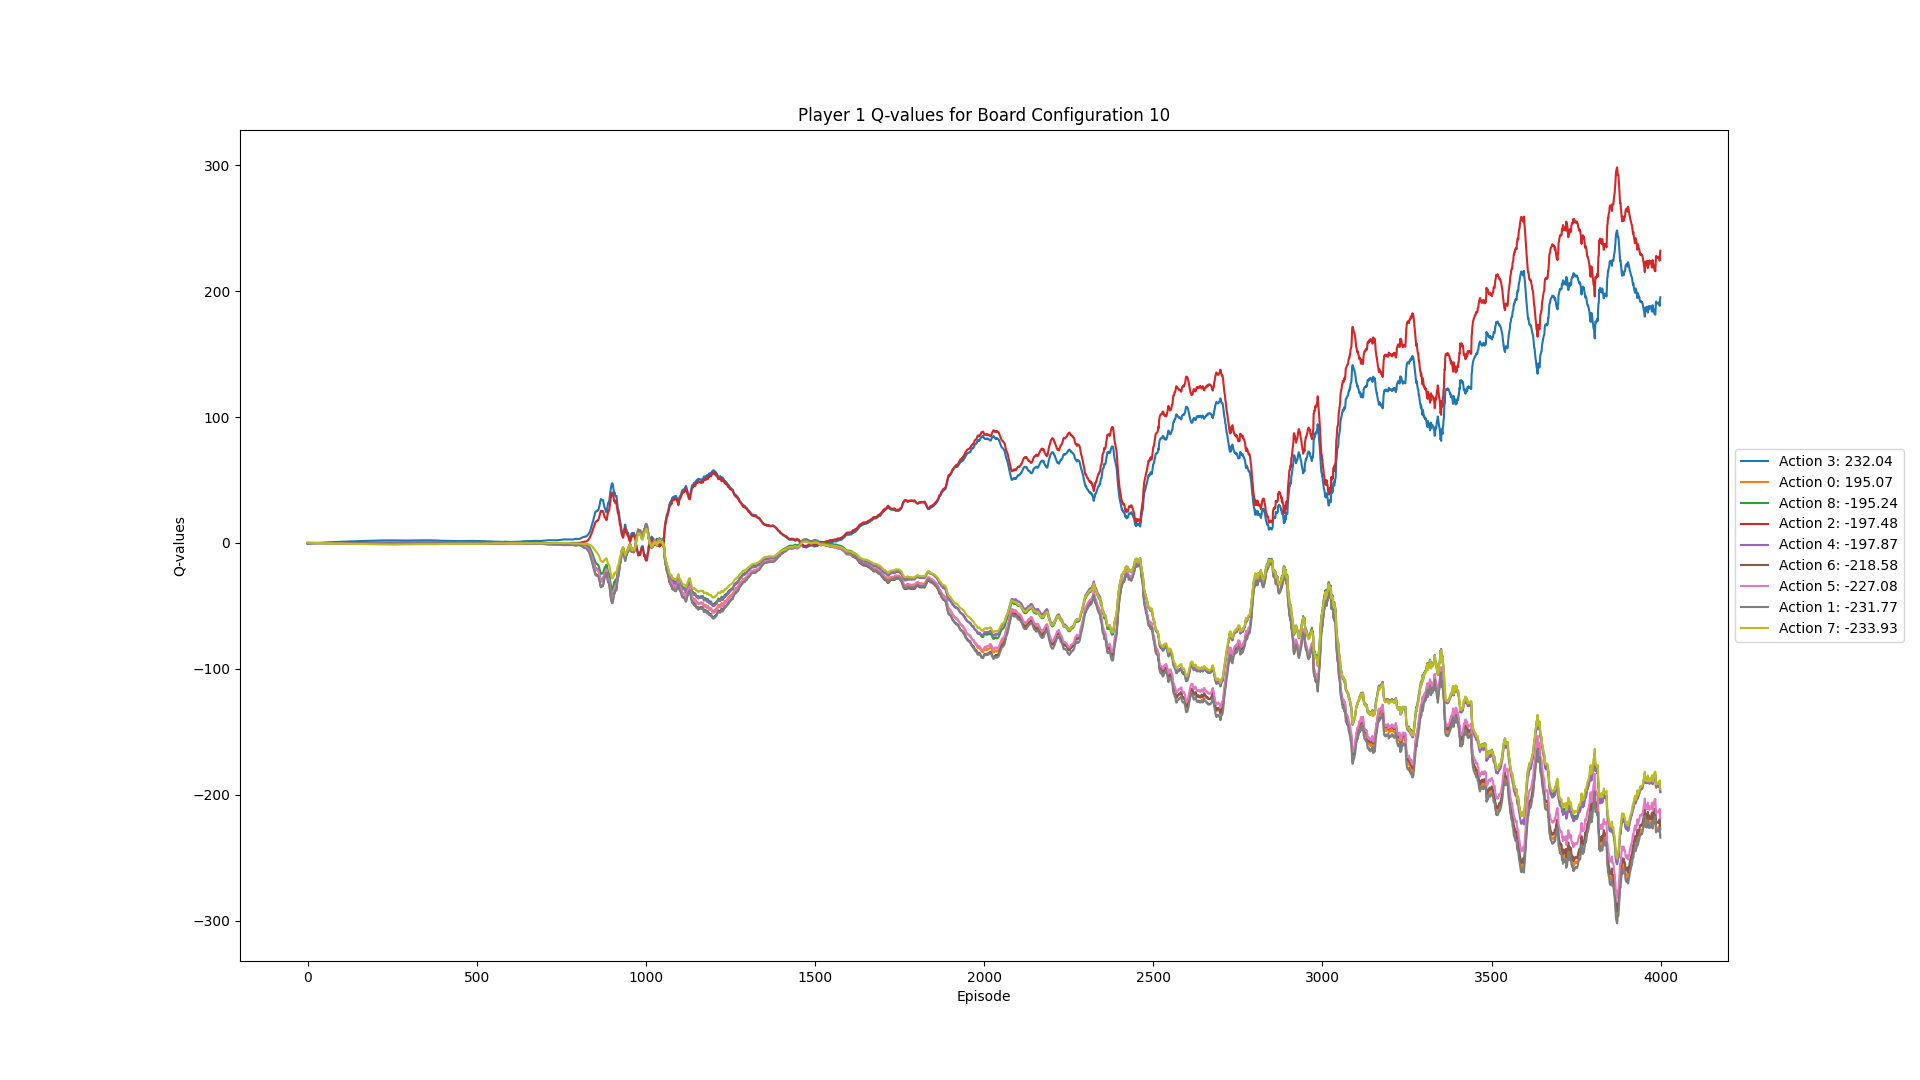 Player 1 Q-values for Board Configuration 10
300
200
100
0
−100
−200
−300
Q-values
0
500
1000
1500
2000
2500
3000
3500
4000
Episode
Action 3: 232.04
Action 0: 195.07
Action 8: -195.24
Action 2: -197.48
Action 4: -197.87
Action 6: -218.58
Action 5: -227.08
Action 1: -231.77
Action 7: -233.93